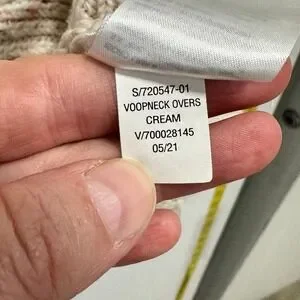 S/720547-01
VOOPNECK OVERS
CREAM
V/700028145
05/21